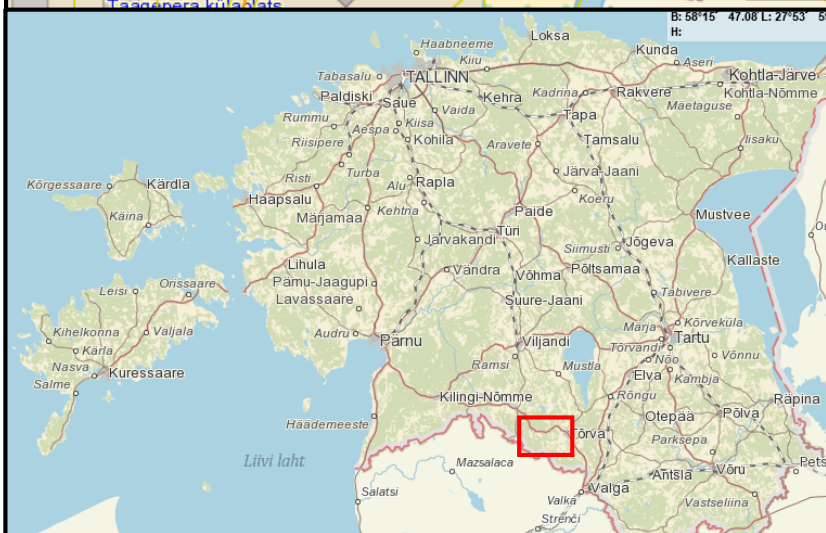 Taagepera külaplats
B: 58°15´ 47.08 L: 27°53´
H:
Loksa
Haabneeme
Kiiu
Kunda
Aseri
Tabasalu
TALLINN
Kohtla-Järve
Paldiski
Saue
Kehra
Kadrina
Rakvere
Kohtla-Nõmme
Vaida
Rummu
Kiisa
Tapa
Mäetaguse
Aespa
Riisipere
Kohila
Aravete
Tamsalu
Iisaku
Risti
Turba
Järva-Jaani
Kõrgessaare
Kärdla
Alu
Rapla
Koeru
Haapsalu
Käina
Märjamaa
Kehtna
Paide
Mustvee
Järvakandi
Türi
Siimusti
Jõgeva
Lihula
Kallaste
Vändra
Võhma
Põltsamaa
Leisi
Orissaare
Pärnu-Jaagupi
Lavassaare
Suure-Jaani
Tabivere
Kihelkonna
Valjala
Audru
Marja
Kõrveküla
Kärla
Pärnu
Viljandi
Tõrvandi
Tartu
Nasva
Kuressaare
Ramsi
Mustla
Nõo
Võnnu
Salme
Elva
Kambja
Kilingi-Nõmme
Rõngu
Räpina
Häädemeeste
Otepää
Põlva
Tõrva
Parksepa
Liivi laht
Mazsalaca
Antsla
Võru
Pets
Salatsi
Valka
Valga
Vastseliina
Strenči